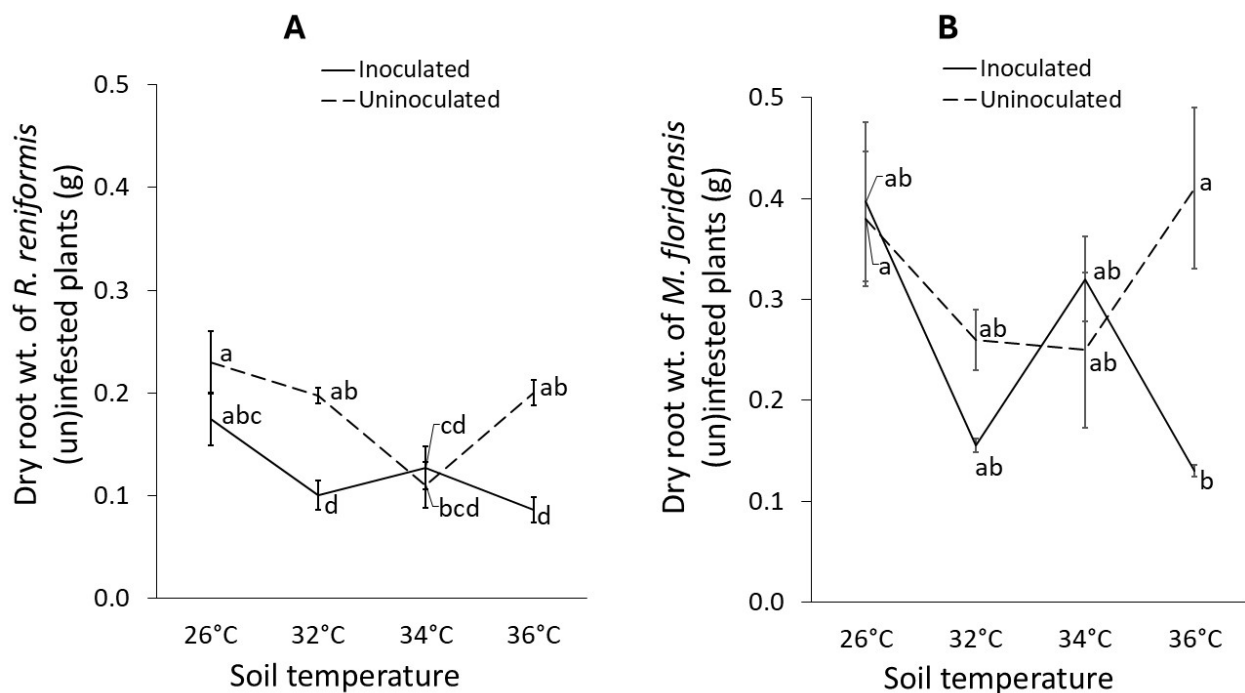 A
Inoculated
Uninoculated
Dry root wt. of R. reniformis
(un)infested plants (g)
0.5
0.4
0.3
0.2
0.1
0.0
a
abc
ab
d
cd
bcd
ab
d
26°C 32°C 34°C 36°C
Soil temperature
B
Inoculated
Uninoculated
Dry root wt. of M. floridensis
(un)infested plants (g)
0.5
0.4
0.3
0.2
0.1
0.0
ab
a
ab
ab
ab
ab
a
b
26°C 32°C 34°C 36°C
Soil temperature